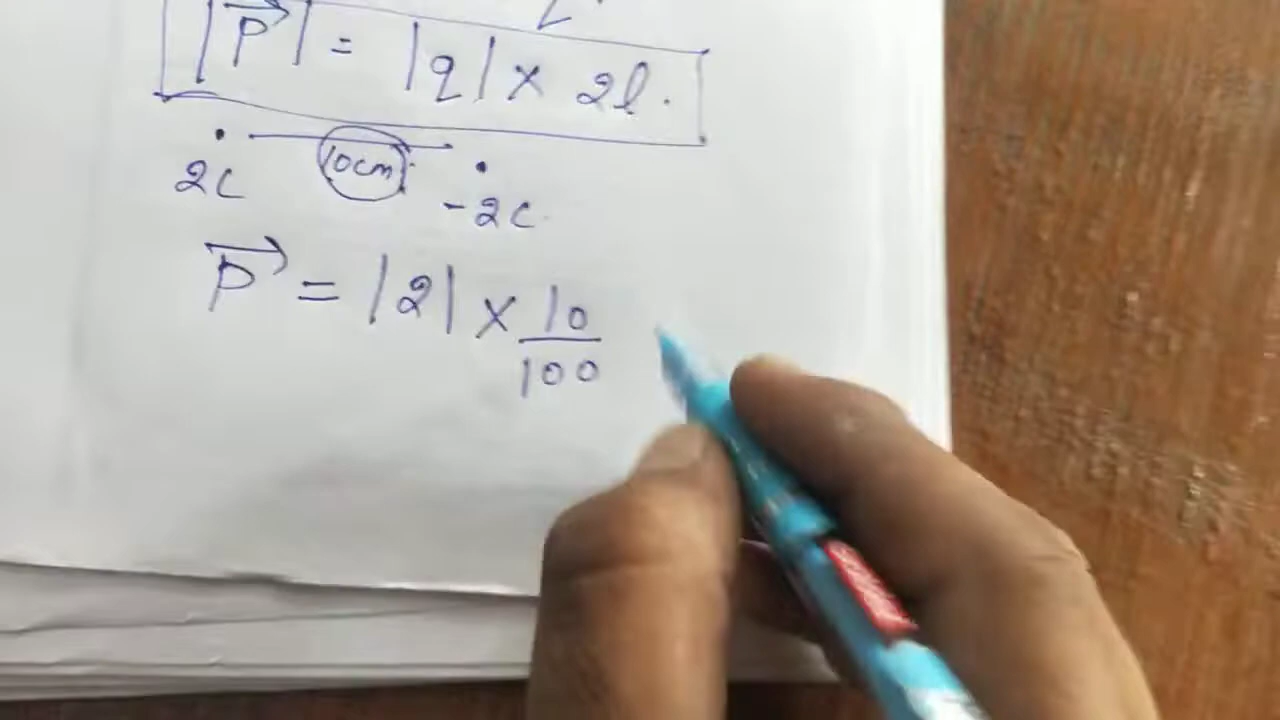 |P⃗| = |q| × 2l.
10cm
2C -2C
P⃗ = |2| × 10/100